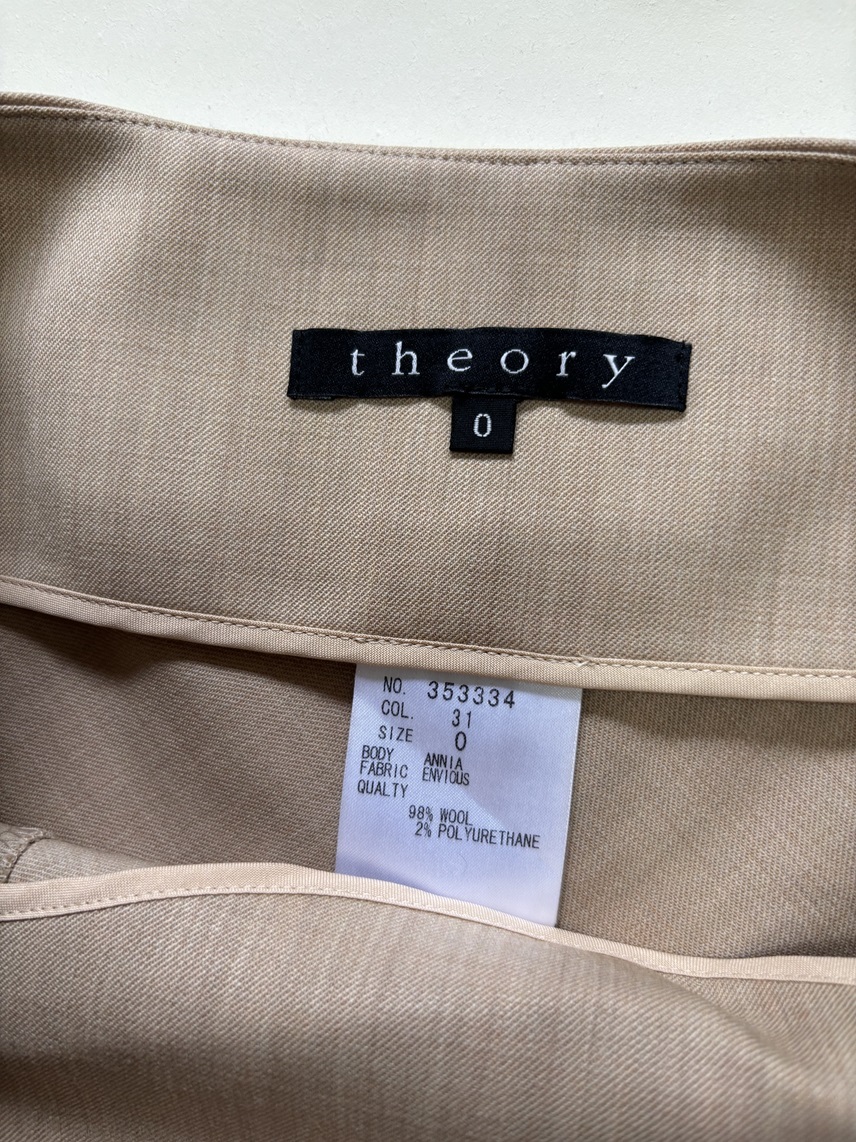 theory
0
NO. 353334
COL. 31
SIZE 0
BODY ANNIA
FABRIC ENVIOUS
QUALTY
98% WOOL
2% POLYURETHANE